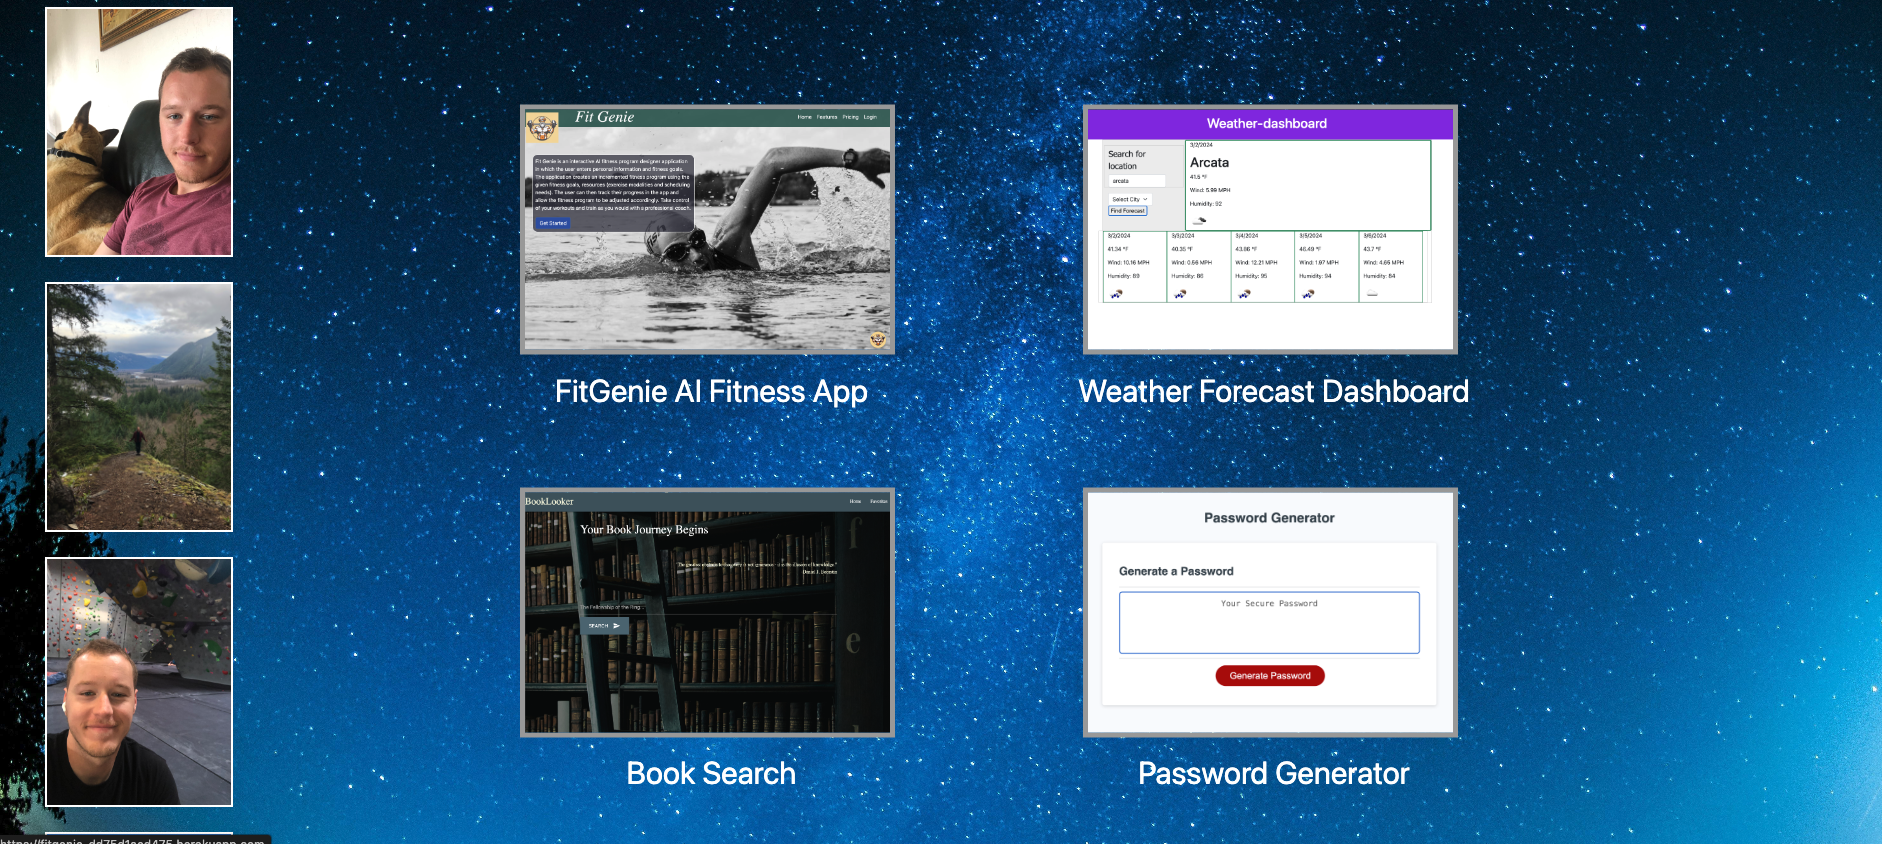 Fit Genie
Home Features Pricing Login
Fit Genie is an interactive AI fitness program designer application
in which the user enters personal information and fitness goals.
The application creates an incremented fitness program using the
given fitness goals, resources (exercise modalities and scheduling
needs). The user can then track their progress in the app and
allow the fitness program to be adjusted accordingly. Take control
of your workouts and train as you would with a professional coach.
Get Started
FitGenie AI Fitness App
Weather-dashboard
Search for
location
arcata
Select City
Find Forecast
3/2/2024
Arcata
41.5 °F
Wind: 5.99 MPH
Humidity: 92
3/2/2024 3/3/2024 3/4/2024 3/5/2024 3/6/2024
41.34 °F 40.35 °F 43.86 °F 46.49 °F 43.7 °F
Wind: 10.16 MPH Wind: 0.56 MPH Wind: 12.21 MPH Wind: 1.97 MPH Wind: 4.65 MPH
Humidity: 89 Humidity: 86 Humidity: 95 Humidity: 94 Humidity: 84
Weather Forecast Dashboard
BookLooker
Home Favorites
Your Book Journey Begins
The Fellowship of the Ring
SEARCH
f
e
Book Search
Password Generator
Generate a Password
Your Secure Password
Generate Password
Password Generator